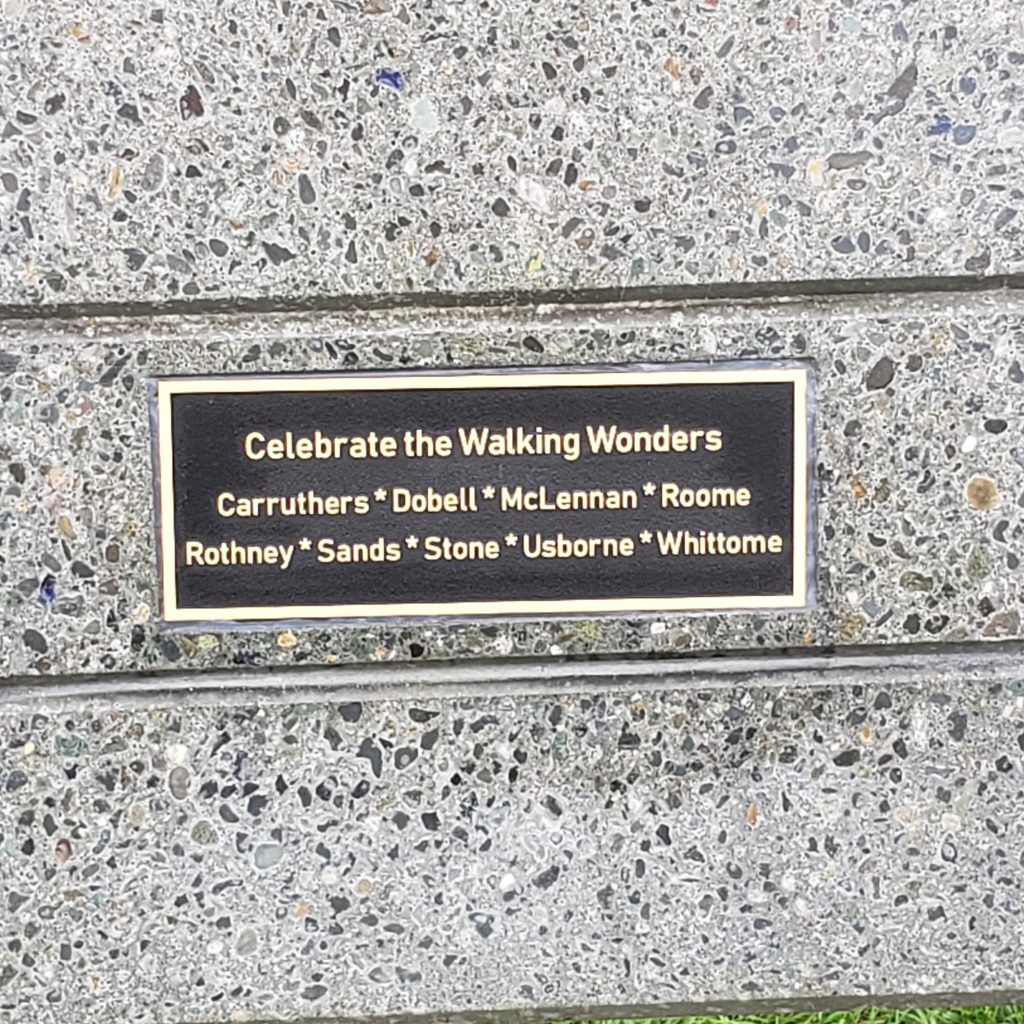 Celebrate the Walking Wonders
Carruthers * Dobell * McLennan * Roome
Rothney * Sands * Stone * Usborne * Whittome